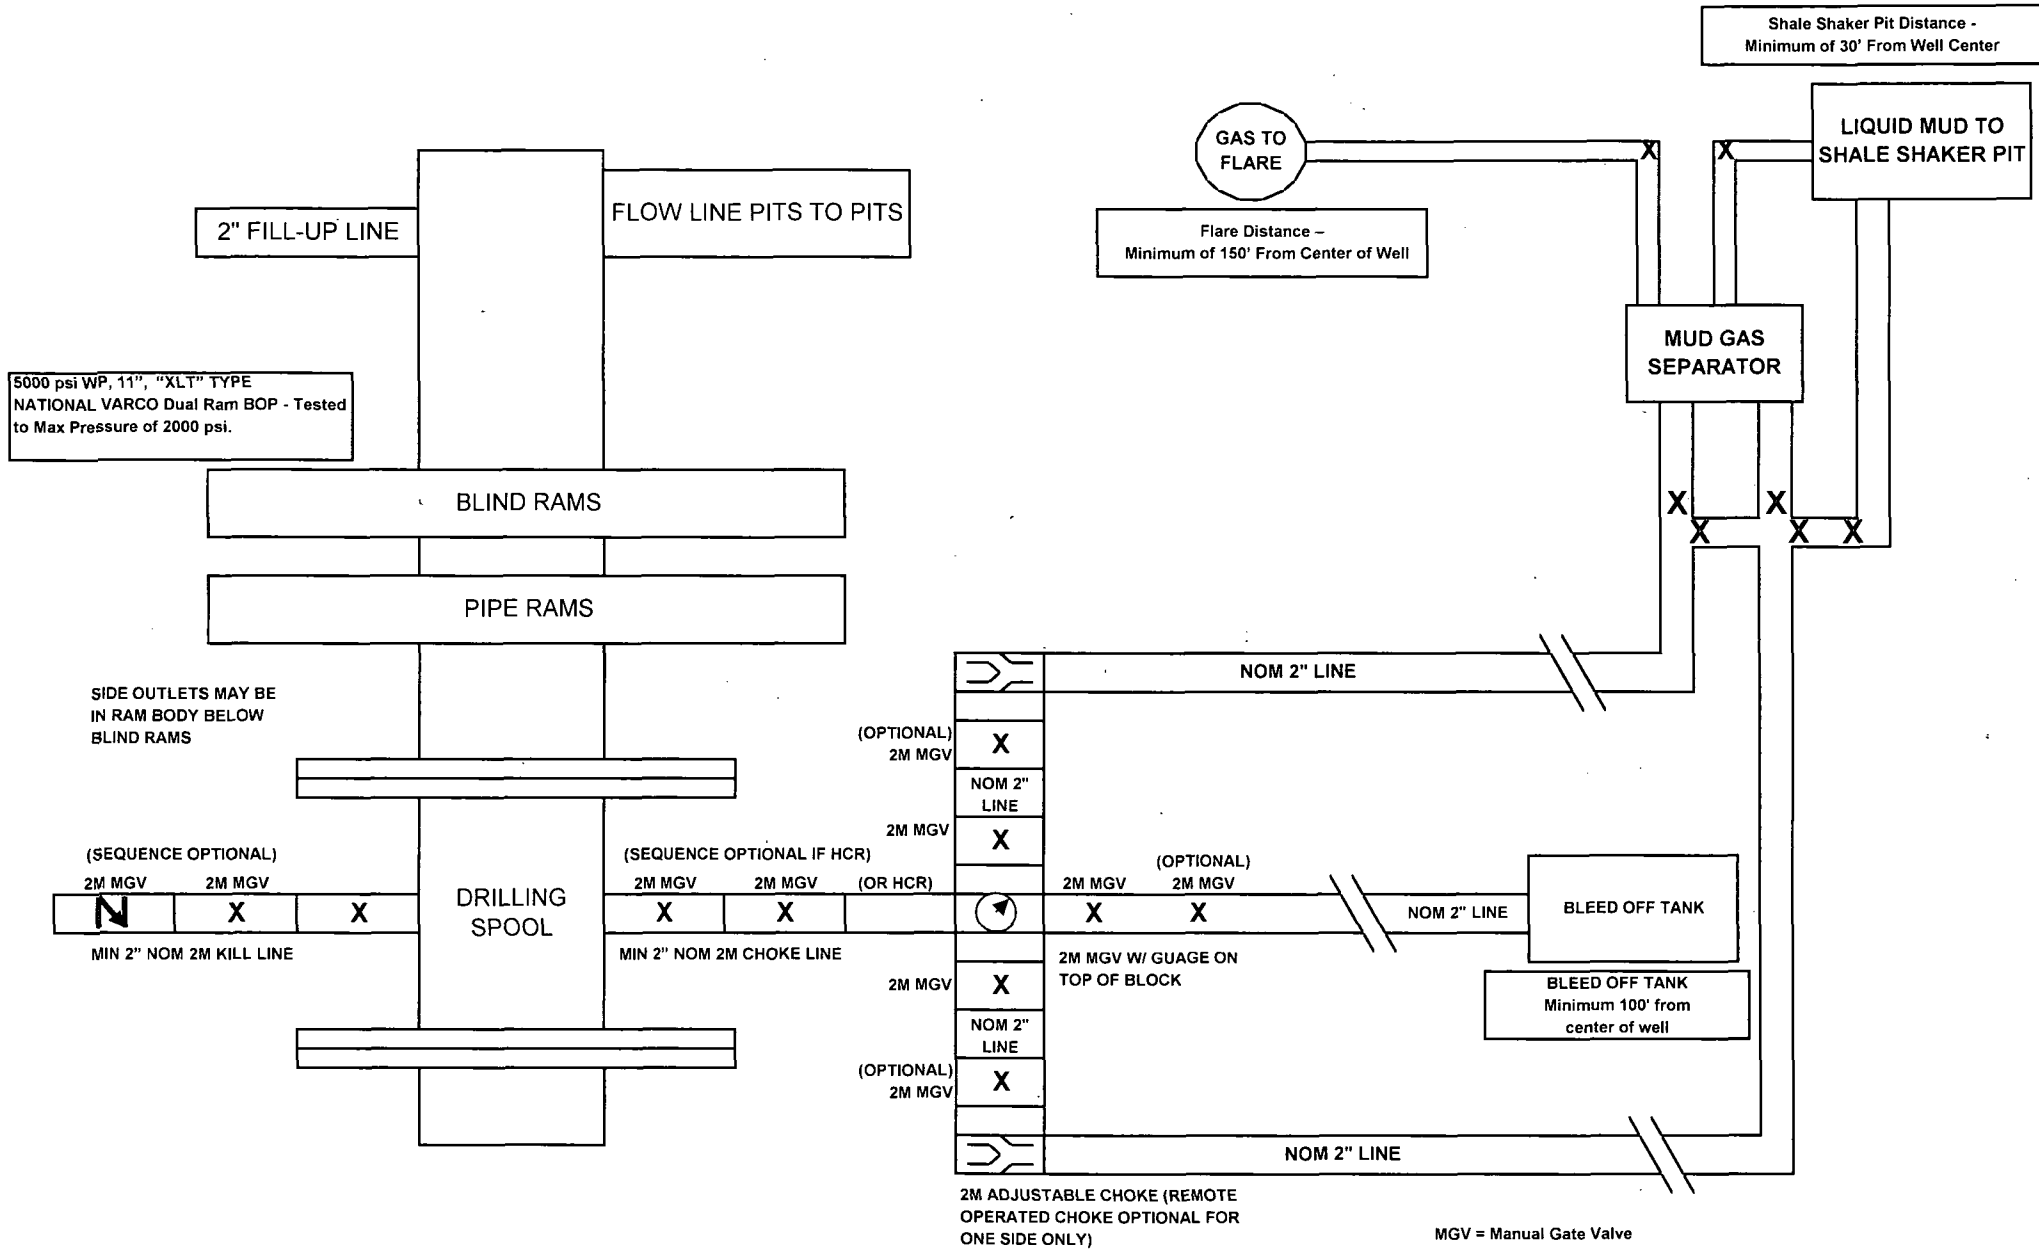 Shale Shaker Pit Distance -
Minimum of 30' From Well Center
GAS TO
FLARE
LIQUID MUD TO
SHALE SHAKER PIT
2" FILL-UP LINE
FLOW LINE PITS TO PITS
Flare Distance –
Minimum of 150' From Center of Well
MUD GAS
SEPARATOR
5000 psi WP, 11", "XLT" TYPE
NATIONAL VARCO Dual Ram BOP - Tested
to Max Pressure of 2000 psi.
BLIND RAMS
X
X
X
X
X
X
X
PIPE RAMS
SIDE OUTLETS MAY BE
IN RAM BODY BELOW
BLIND RAMS
NOM 2" LINE
(OPTIONAL)
2M MGV
X
NOM 2"
LINE
2M MGV
X
(SEQUENCE OPTIONAL)
2M MGV
2M MGV
X
X
MIN 2" NOM 2M KILL LINE
DRILLING
SPOOL
(SEQUENCE OPTIONAL IF HCR)
2M MGV
2M MGV
(OR HCR)
X
X
MIN 2" NOM 2M CHOKE LINE
2M MGV
(OPTIONAL)
2M MGV
X
X
NOM 2" LINE
BLEED OFF TANK
2M MGV W/ GUAGE ON
TOP OF BLOCK
BLEED OFF TANK
Minimum 100' from
center of well
2M MGV
X
NOM 2"
LINE
(OPTIONAL)
2M MGV
X
NOM 2" LINE
2M ADJUSTABLE CHOKE (REMOTE
OPERATED CHOKE OPTIONAL FOR
ONE SIDE ONLY)
MGV = Manual Gate Valve